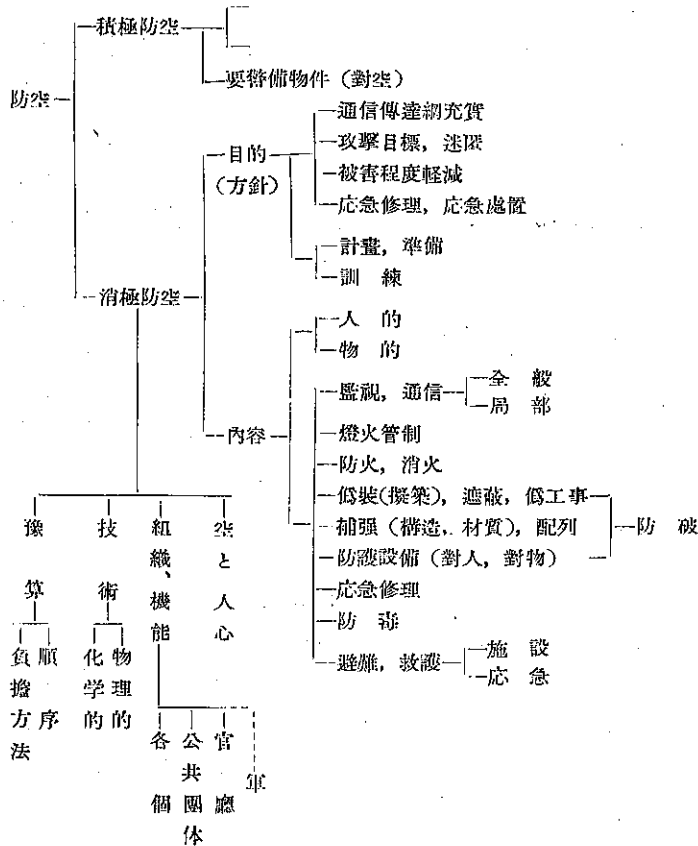 積極防空
要警備物件（對空）
防空
通信傳達網充實
攻擊目標，迷隱
目的
（方針）
被害程度軽減
応急修理，応急處置
計畫，準備
訓練
消極防空
人的
物的
監視，通信
全般
局部
內容
燈火管制
防火，消火
偽裝(擬築)，遮蔽，偽工事
補强（構造，材質），配列
防破
防護設備（對人，對物）
応急修理
防毒
避難，救護
施設
応急
豫算
技術
組織、機能
空と人心
負擔方法
順序
化学的
物理的
各個
公共團体
官廳
軍